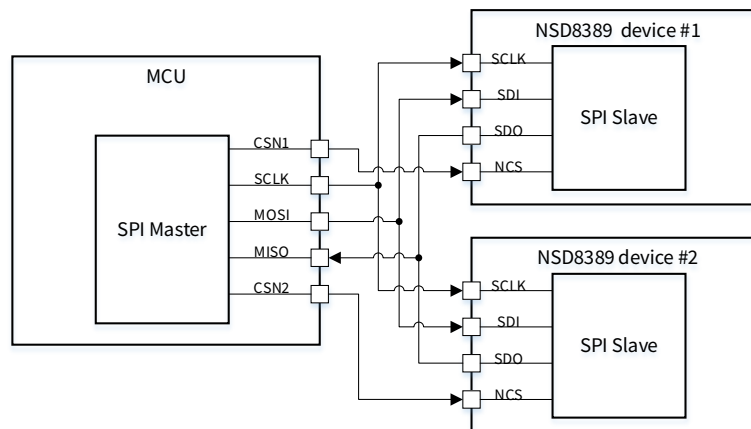 MCU
SPI Master
CSN1
SCLK
MOSI
MISO
CSN2
NSD8389 device #1
SCLK
SDI
SDO
NCS
SPI Slave
NSD8389 device #2
SCLK
SDI
SDO
NCS
SPI Slave